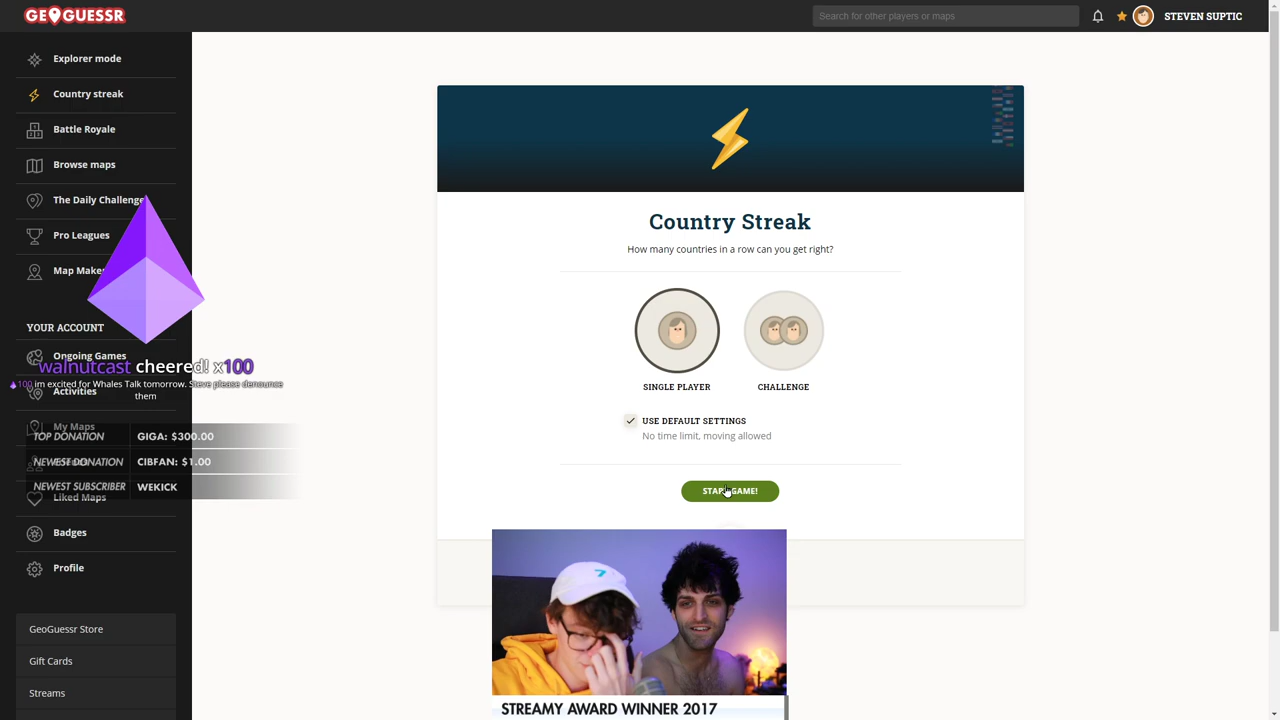 GEOGUESSR
Search for other players or maps
STEVEN SUPTIC
Explorer mode
Country streak
Battle Royale
Browse maps
The Daily Challenge
Pro Leagues
Map Maker
YOUR ACCOUNT
Ongoing Games
walnutcast cheered! x100
100 im excited for Whales Talk tomorrow. Steve please denounce
them
Activities
My Maps
TOP DONATION GIGA: $300.00
NEWEST DONATION CIBFAN: $1.00
NEWEST SUBSCRIBER WEKICK
Liked Maps
Badges
Profile
GeoGuessr Store
Gift Cards
Streams
Country Streak
How many countries in a row can you get right?
SINGLE PLAYER
CHALLENGE
USE DEFAULT SETTINGS
No time limit, moving allowed
START GAME!
STREAMY AWARD WINNER 2017